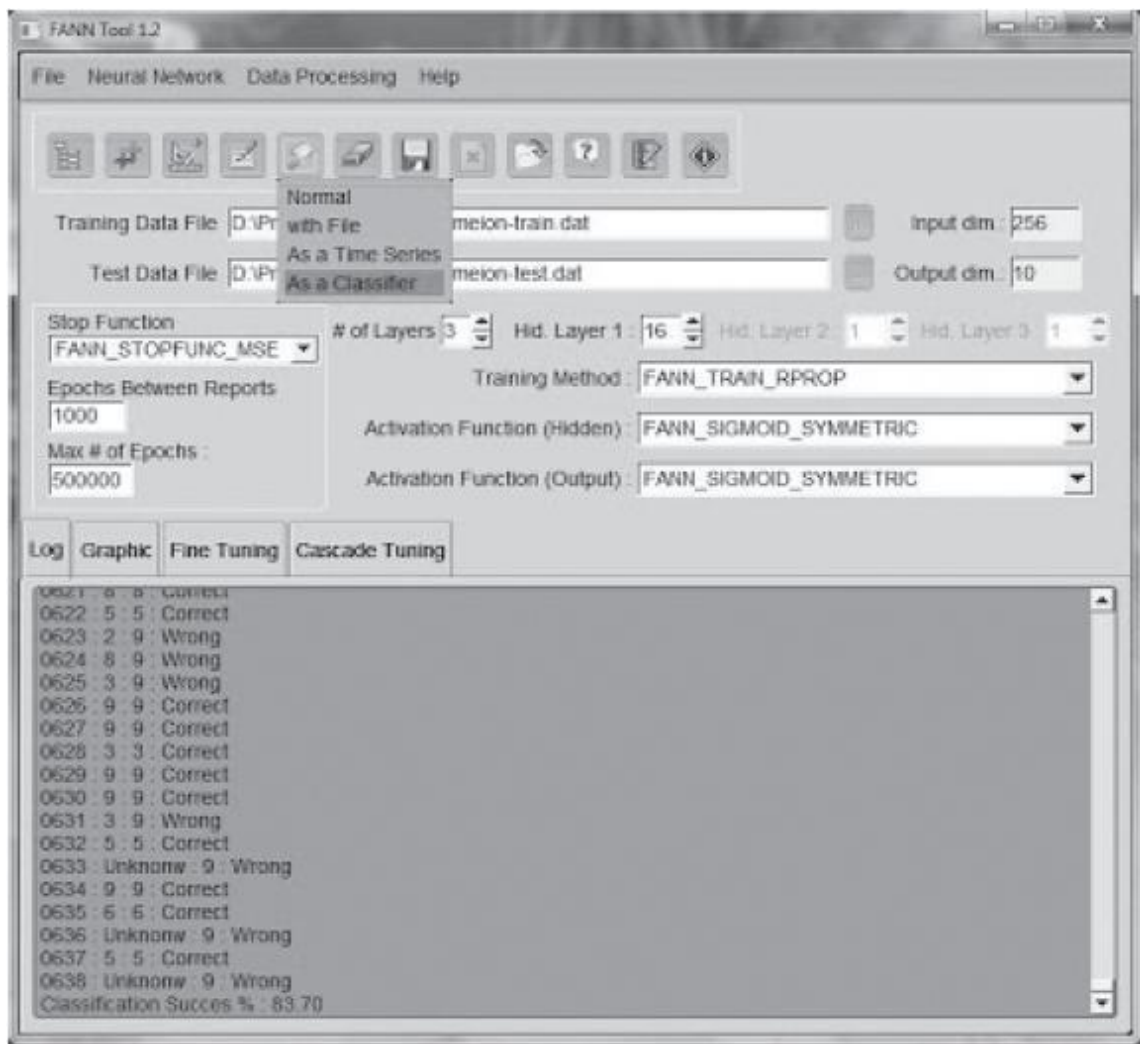 FANN Tool 1.2
File Neural Network Data Processing Help
Normal
Training Data File D:\Pr with File meion-train.dat Input dim.: 256
As a Time Series
Test Data File D:\Pr As a Classifier meion-test.dat Output dim.: 10
Stop Function
# of Layers 3 Hid. Layer 1 : 16 Hid. Layer 2 : 1 Hid. Layer 3 1
FANN_STOPFUNC_MSE
Training Method : FANN_TRAIN_RPROP
Epochs Between Reports
1000
Activation Function (Hidden) : FANN_SIGMOID_SYMMETRIC
Max # of Epochs :
500000
Activation Function (Output) : FANN_SIGMOID_SYMMETRIC
Log Graphic Fine Tuning Cascade Tuning
0621 : 8 : 8 : Correct
0622 : 5 : 5 : Correct
0623 : 2 : 9 : Wrong
0624 : 8 : 9 : Wrong
0625 : 3 : 9 : Wrong
0626 : 9 : 9 : Correct
0627 : 9 : 9 : Correct
0628 : 3 : 3 : Correct
0629 : 9 : 9 : Correct
0630 : 9 : 9 : Correct
0631 : 3 : 9 : Wrong
0632 : 5 : 5 : Correct
0633 : Unknonw : 9 : Wrong
0634 : 9 : 9 : Correct
0635 : 6 : 6 : Correct
0636 : Unknonw : 9 : Wrong
0637 : 5 : 5 : Correct
0638 : Unknonw : 9 : Wrong
Classification Succes % : 83.70